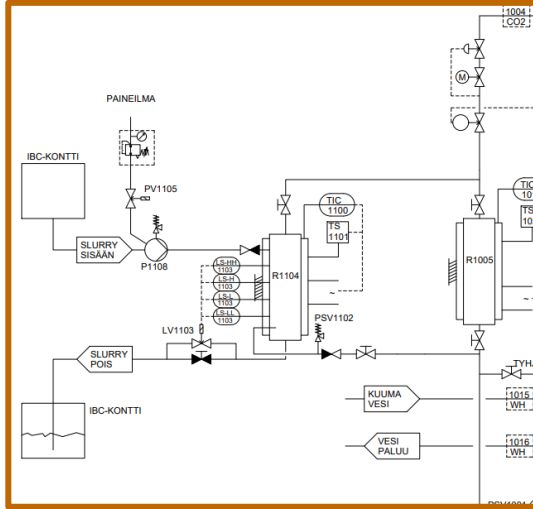 1004
CO2
M
PAINEILMA
IBC-KONTTI
PV1105
TIC
1100
TIC
TS
1101
TS
SLURRY
SISÄÄN
P1108
LS-HH
1103
LS-H
1103
LS-L
1103
LS-LL
1103
R1104
R1005
~
~
LV1103
PSV1102
SLURRY
POIS
IBC-KONTTI
KUUMA
VESI
1015
WH
VESI
PALUU
1016
WH